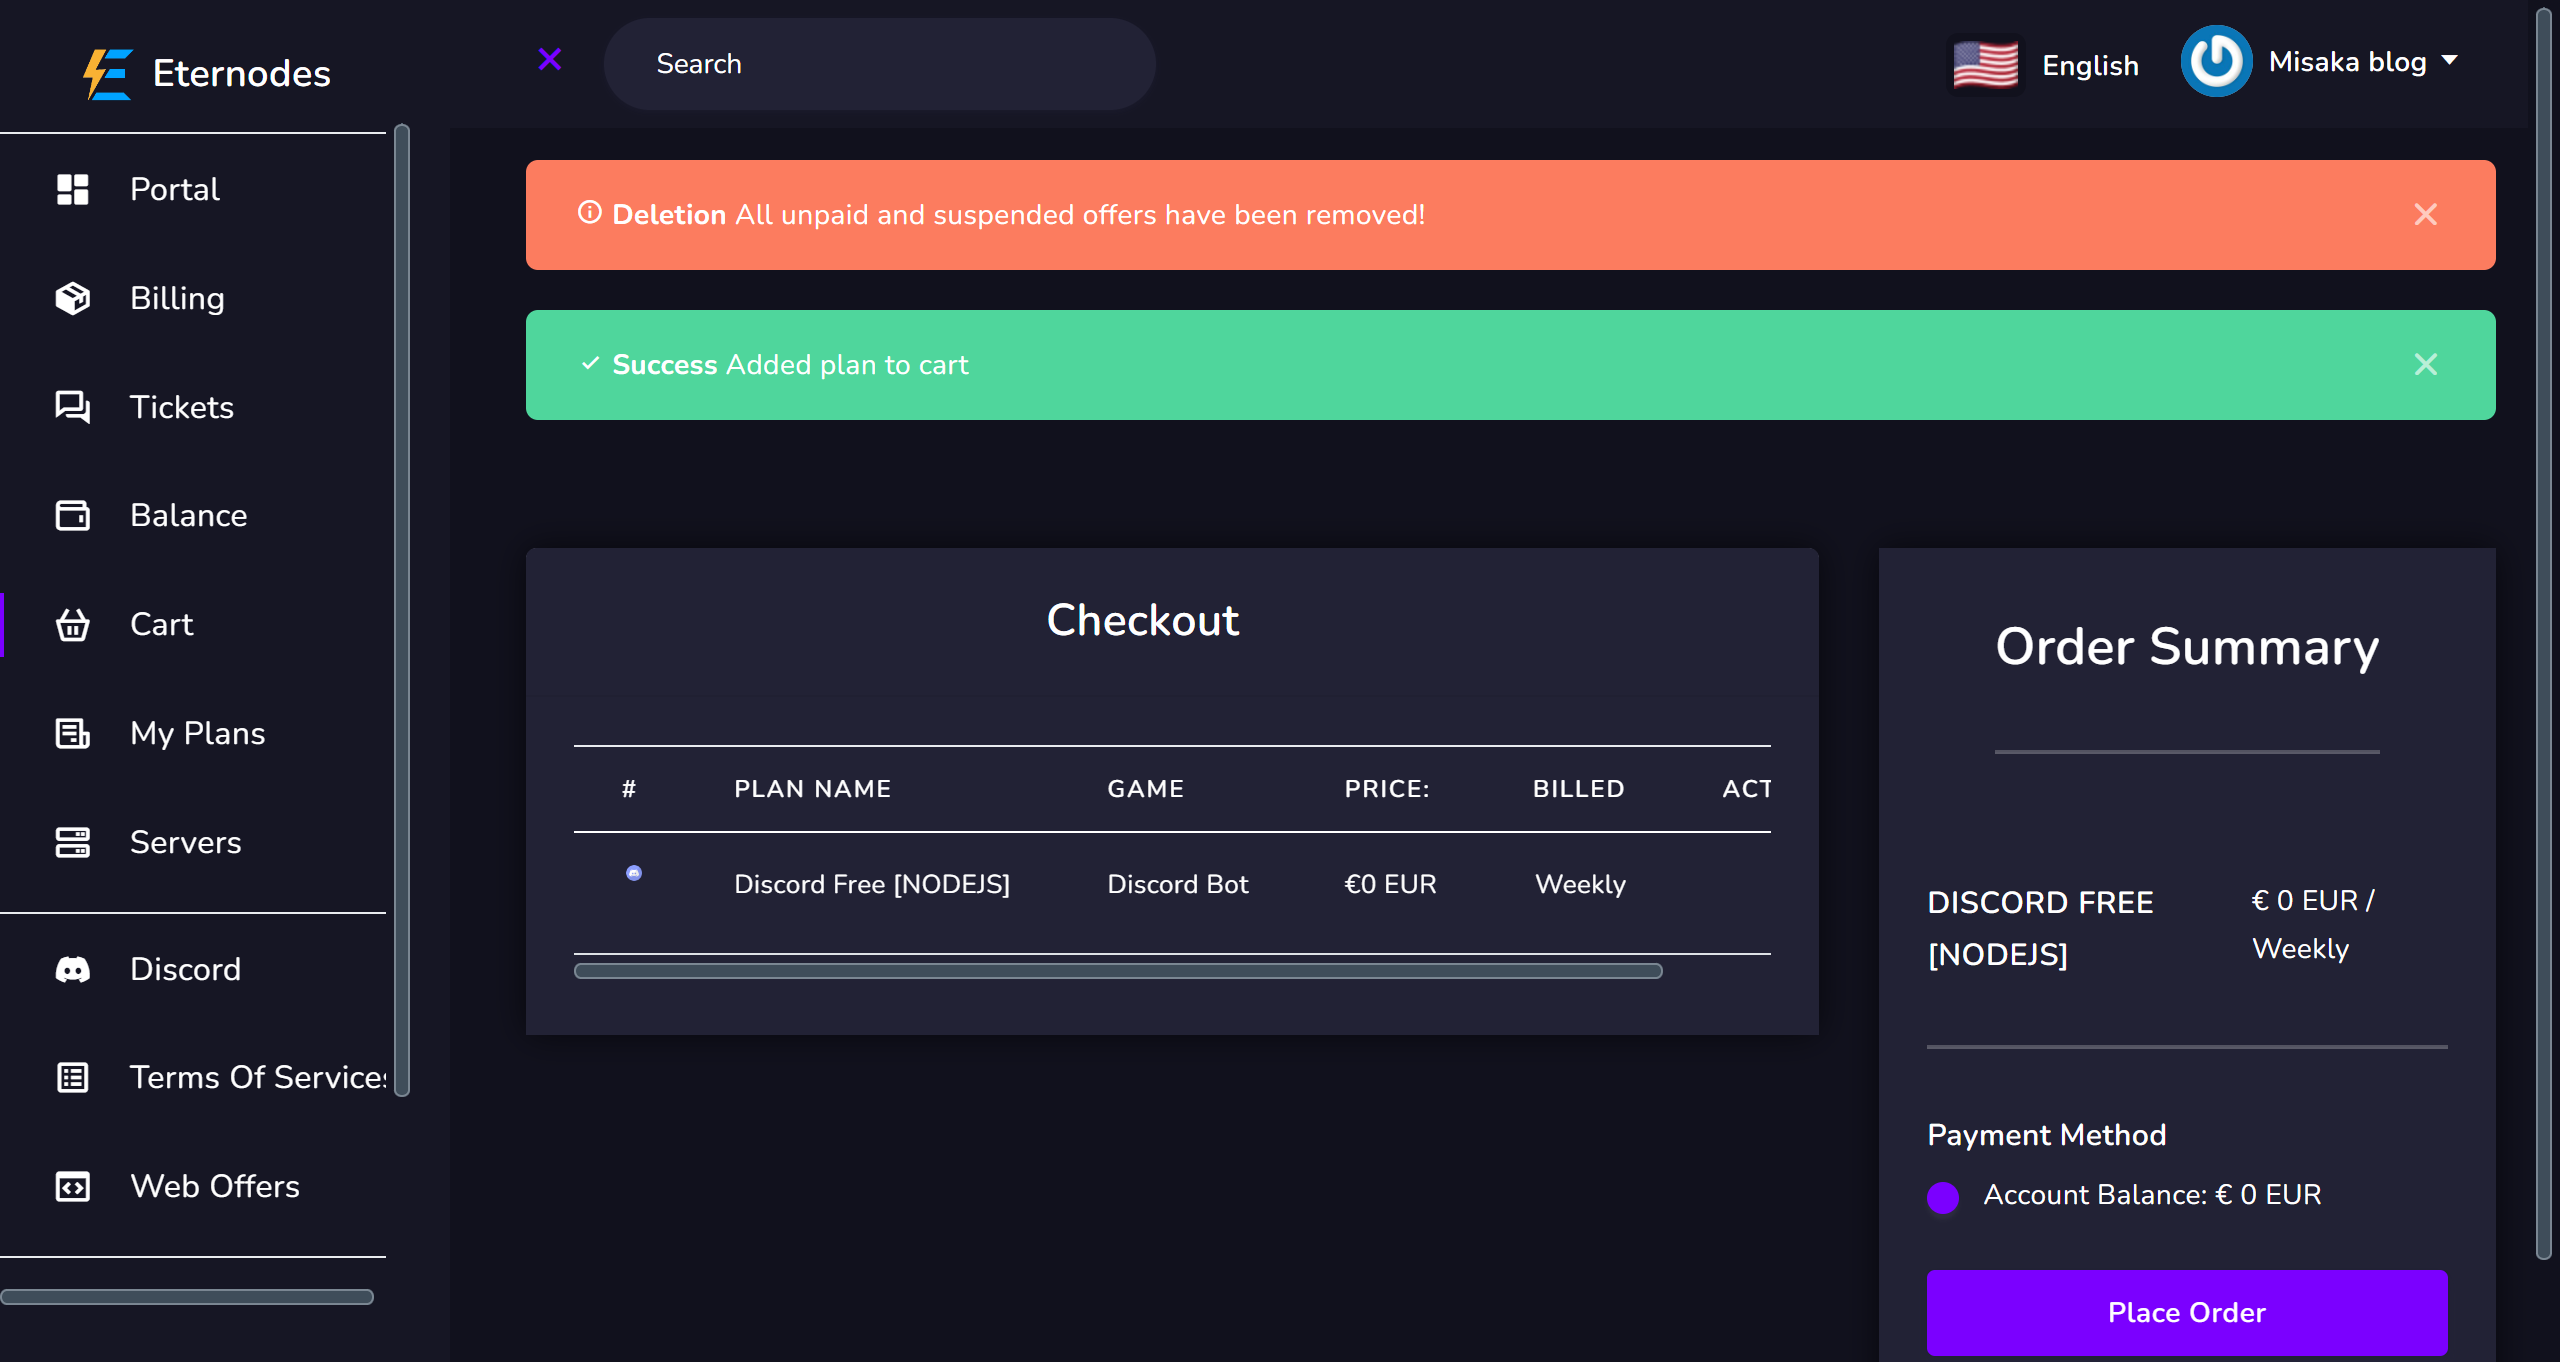 Eternodes
Search
English
Misaka blog
Portal
Billing
Tickets
Balance
Cart
My Plans
Servers
Discord
Terms Of Services
Web Offers
Deletion All unpaid and suspended offers have been removed!
Success Added plan to cart
Checkout
# PLAN NAME GAME PRICE: BILLED ACT
Discord Free [NODEJS] Discord Bot €0 EUR Weekly
Order Summary
DISCORD FREE
[NODEJS]
€ 0 EUR /
Weekly
Payment Method
Account Balance: € 0 EUR
Place Order